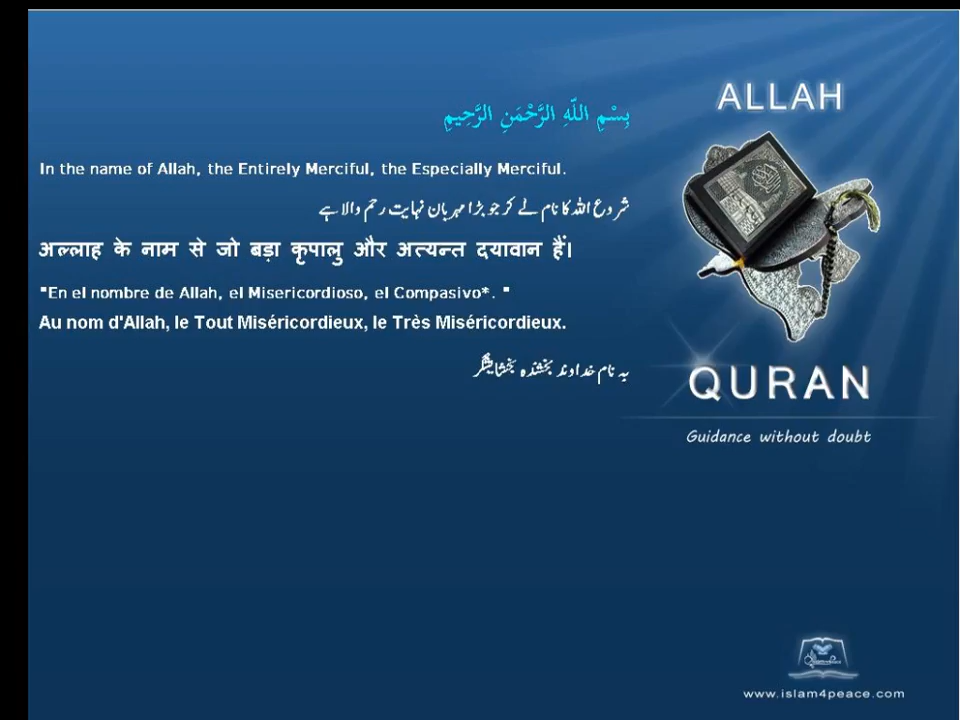 بِسْمِ اللَّهِ الرَّحْمَنِ الرَّحِيمِ
In the name of Allah, the Entirely Merciful, the Especially Merciful.
شروع الله کا نام لے کر جو بڑا مہربان نہایت رحم والا ہے
अल्लाह के नाम से जो बड़ा कृपालु और अत्यन्त दयावान हैं।
"En el nombre de Allah, el Misericordioso, el Compasivo*. "
Au nom d'Allah, le Tout Miséricordieux, le Très Miséricordieux.
به نام خداوند بخشنده بخشایشگر
ALLAH
QURAN
Guidance without doubt
www.islam4peace.com